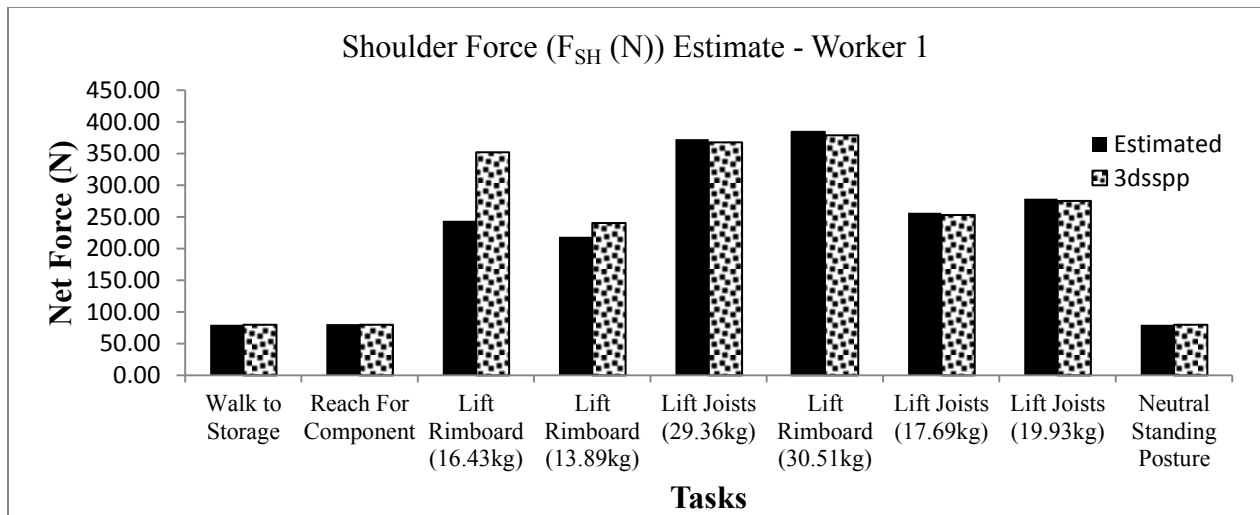 Shoulder Force (FSH (N)) Estimate - Worker 1
Net Force (N)
450.00
400.00
350.00
300.00
250.00
200.00
150.00
100.00
50.00
0.00
Estimated
3dsspp
Walk to
Storage
Reach For
Component
Lift
Rimboard
(16.43kg)
Lift
Rimboard
(13.89kg)
Lift Joists
(29.36kg)
Lift
Rimboard
(30.51kg)
Lift Joists
(17.69kg)
Lift Joists
(19.93kg)
Neutral
Standing
Posture
Tasks